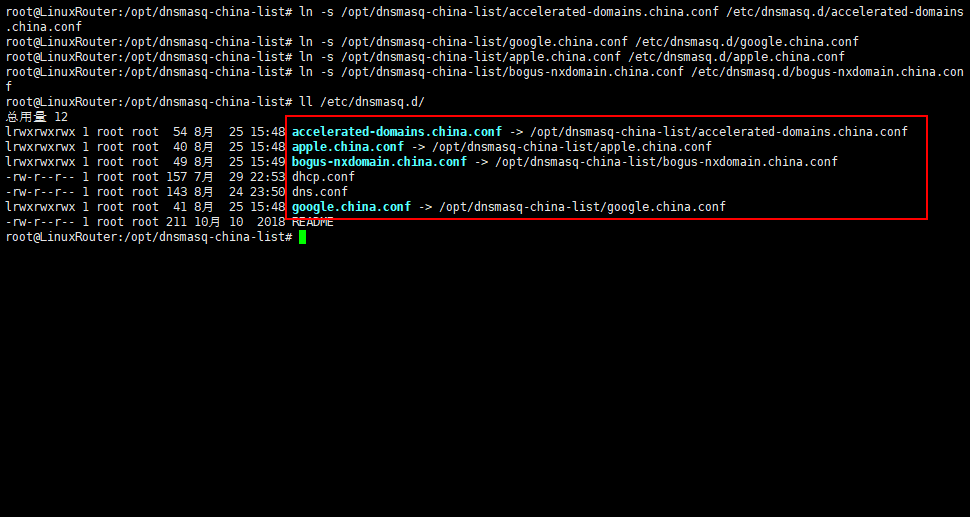 root@LinuxRouter:/opt/dnsmasq-china-list# ln -s /opt/dnsmasq-china-list/accelerated-domains.china.conf /etc/dnsmasq.d/accelerated-domains
.china.conf
root@LinuxRouter:/opt/dnsmasq-china-list# ln -s /opt/dnsmasq-china-list/google.china.conf /etc/dnsmasq.d/google.china.conf
root@LinuxRouter:/opt/dnsmasq-china-list# ln -s /opt/dnsmasq-china-list/apple.china.conf /etc/dnsmasq.d/apple.china.conf
root@LinuxRouter:/opt/dnsmasq-china-list# ln -s /opt/dnsmasq-china-list/bogus-nxdomain.china.conf /etc/dnsmasq.d/bogus-nxdomain.china.con
f
root@LinuxRouter:/opt/dnsmasq-china-list# ll /etc/dnsmasq.d/
总用量 12
lrwxrwxrwx 1 root root  54 8月  25 15:48 accelerated-domains.china.conf -> /opt/dnsmasq-china-list/accelerated-domains.china.conf
lrwxrwxrwx 1 root root  40 8月  25 15:48 apple.china.conf -> /opt/dnsmasq-china-list/apple.china.conf
lrwxrwxrwx 1 root root  49 8月  25 15:49 bogus-nxdomain.china.conf -> /opt/dnsmasq-china-list/bogus-nxdomain.china.conf
-rw-r--r-- 1 root root 157 7月  29 22:53 dhcp.conf
-rw-r--r-- 1 root root 143 8月  24 23:50 dns.conf
lrwxrwxrwx 1 root root  41 8月  25 15:48 google.china.conf -> /opt/dnsmasq-china-list/google.china.conf
-rw-r--r-- 1 root root 211 10月 10  2018 README
root@LinuxRouter:/opt/dnsmasq-china-list#